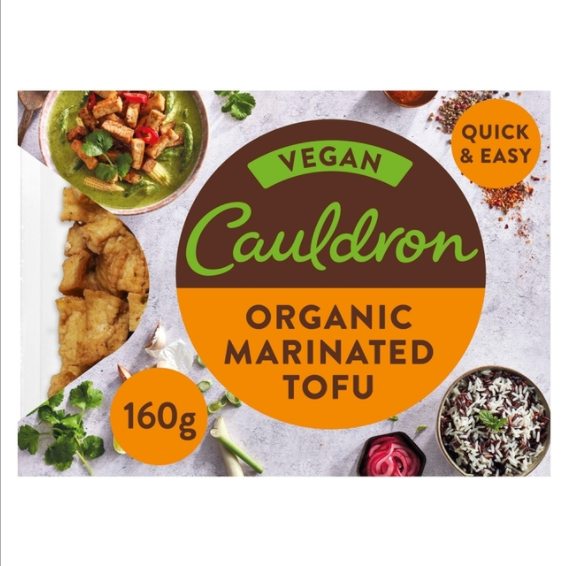 VEGAN
Cauldron
ORGANIC
MARINATED
TOFU
QUICK
& EASY
160g